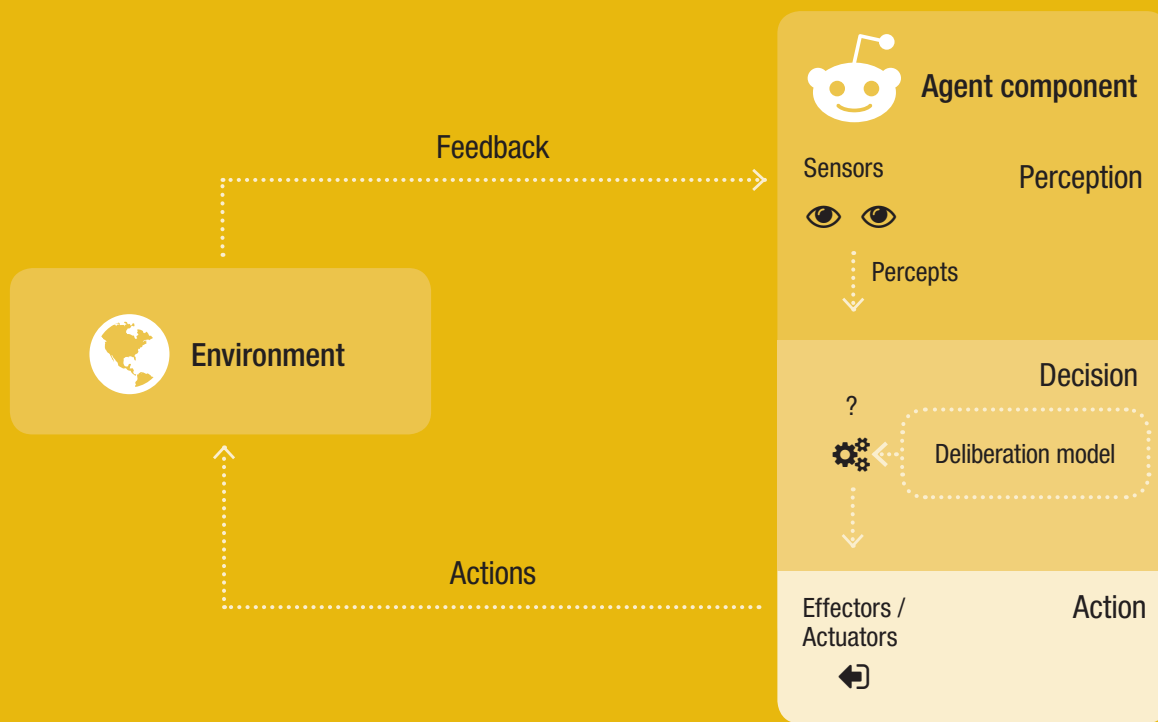 Agent component
Feedback
Sensors
Perception
Percepts
Environment
Decision
?
Deliberation model
Actions
Effectors /
Actuators
Action